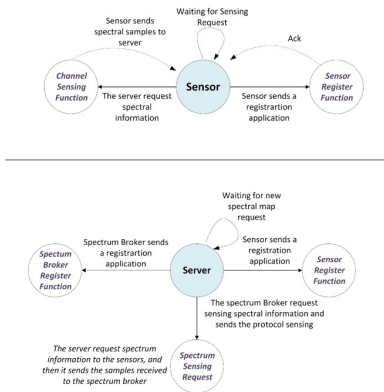 Waiting for Sensing
Request
Sensor sends
spectral samples to
server
Ack
Channel
Sensing
Function
Sensor
Sensor
Register
Function
The server request
spectral
information
Sensor sends a
registrartion
application
Waiting for new
spectral map
request
Spectrum Broker sends
a registrartion
application
Sensor sends a
registration
application
Spectum
Broker
Register
Function
Server
Sensor
Register
Function
The spectrum Broker request
sensing spectral information and
sends the protocol sensing
The server request spectrum
information to the sensors, and
then it sends the samples received
to the spectrum broker
Spectrum
Sensing
Request